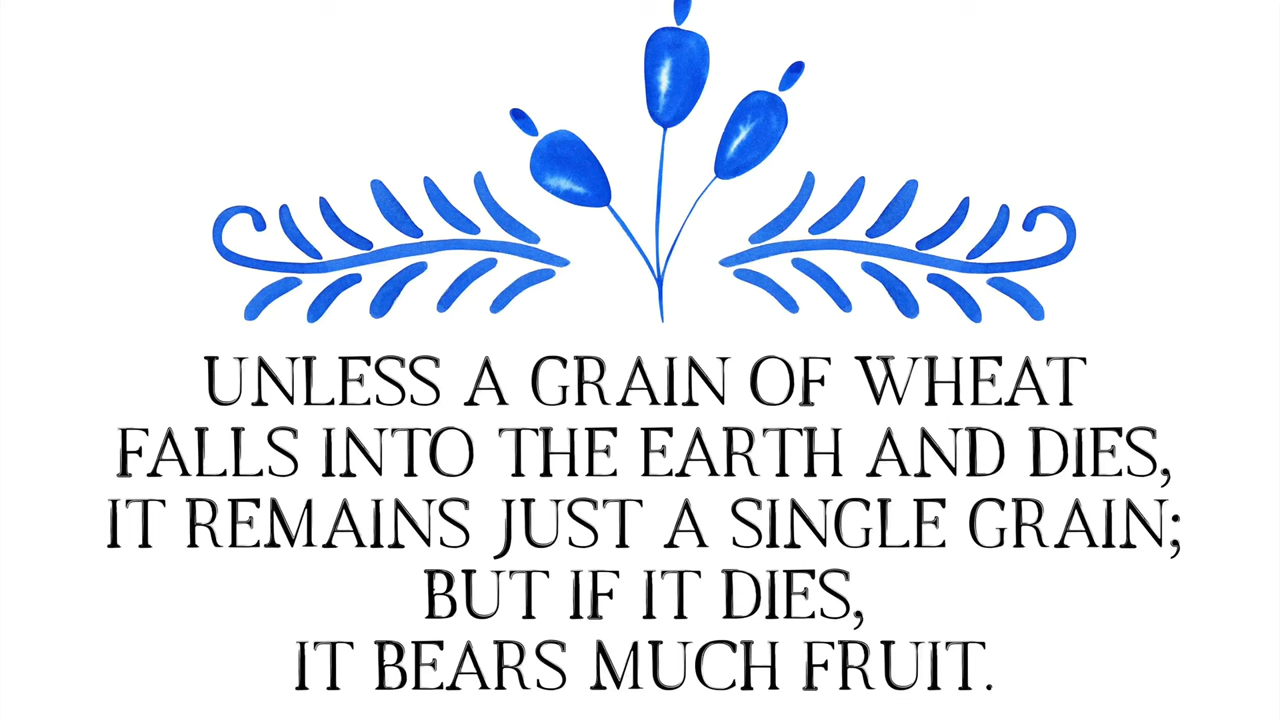 UNLESS A GRAIN OF WHEAT
FALLS INTO THE EARTH AND DIES,
IT REMAINS JUST A SINGLE GRAIN;
BUT IF IT DIES,
IT BEARS MUCH FRUIT.